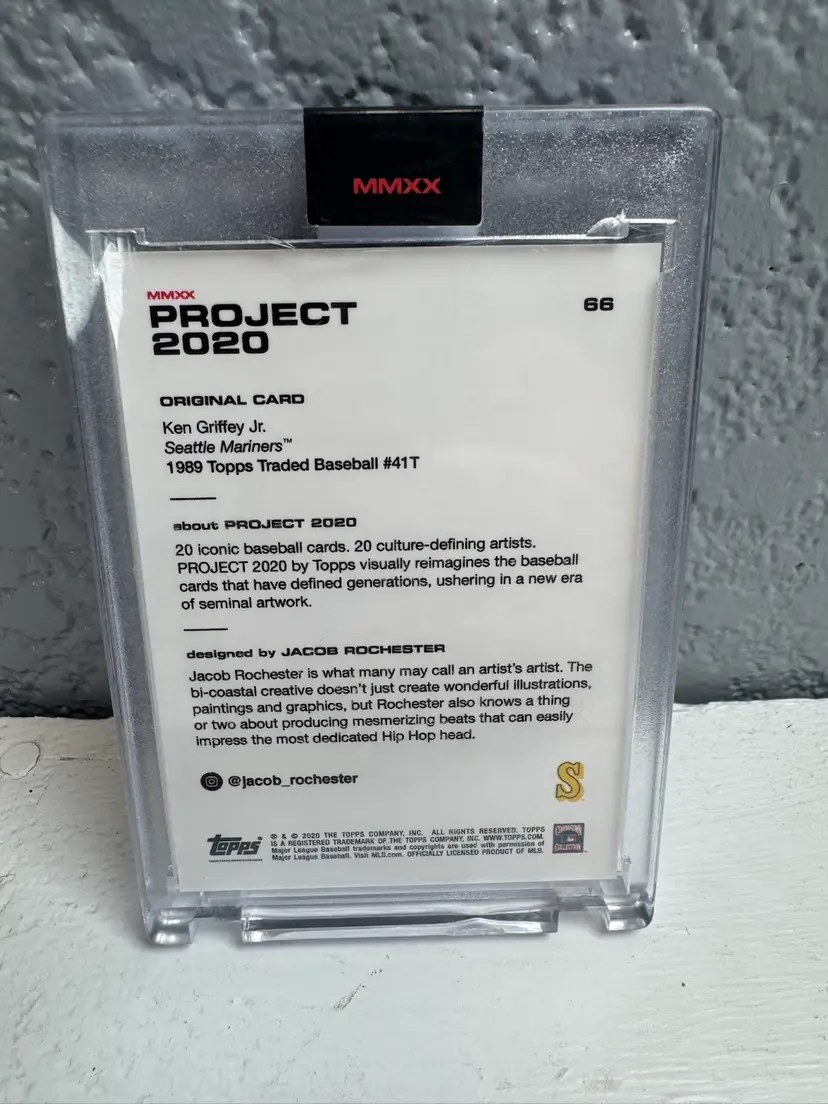 MMXX
MMXX
PROJECT
2020
66
ORIGINAL CARD
Ken Griffey Jr.
Seattle Mariners™
1989 Topps Traded Baseball #41T
about PROJECT 2020
20 iconic baseball cards. 20 culture-defining artists.
PROJECT 2020 by Topps visually reimagines the baseball
cards that have defined generations, ushering in a new era
of seminal artwork.
designed by JACOB ROCHESTER
Jacob Rochester is what many may call an artist's artist. The
bi-coastal creative doesn't just create wonderful illustrations,
paintings and graphics, but Rochester also knows a thing
or two about producing mesmerizing beats that can easily
impress the most dedicated Hip Hop head.
@jacob_rochester
S
topps
® & © 2020 THE TOPPS COMPANY, INC. ALL RIGHTS RESERVED. TOPPS
IS A REGISTERED TRADEMARK OF THE TOPPS COMPANY, INC. WWW.TOPPS.COM.
Major League Baseball trademarks and copyrights are used with permission of
Major League Baseball. Visit MLB.com. OFFICIALLY LICENSED PRODUCT OF MLB.
COOPERSTOWN
COLLECTION